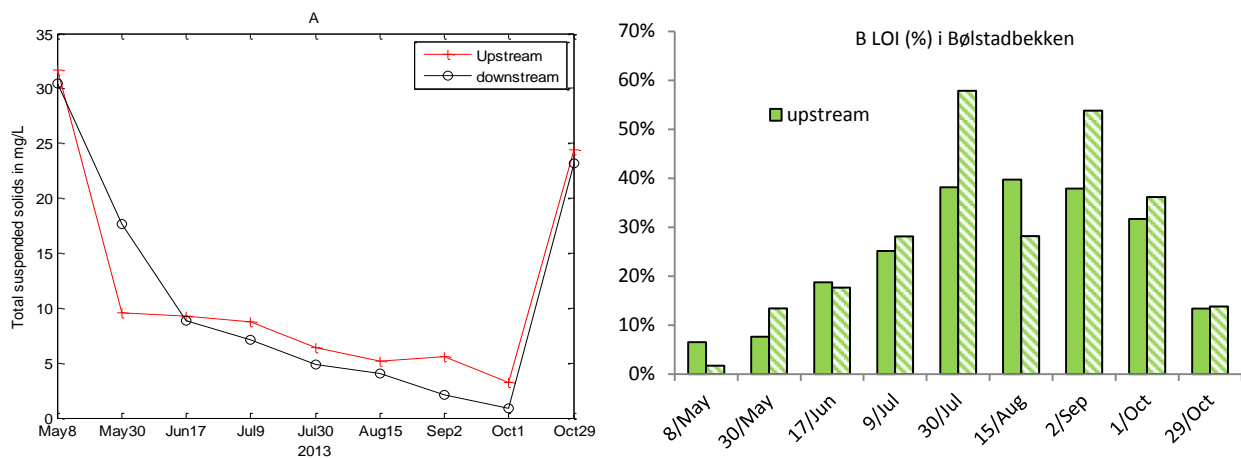 A
35
30
25
20
15
10
5
0
Total suspended solids in mg/L
Upstream
downstream
May8 May30 Jun17 Jul9 Jul30 Aug15 Sep2 Oct1 Oct29
2013
B LOI (%) i Bølstadbekken
70%
60%
50%
40%
30%
20%
10%
0%
upstream
8/May 30/May 17/Jun 9/Jul 30/Jul 15/Aug 2/Sep 1/Oct 29/Oct